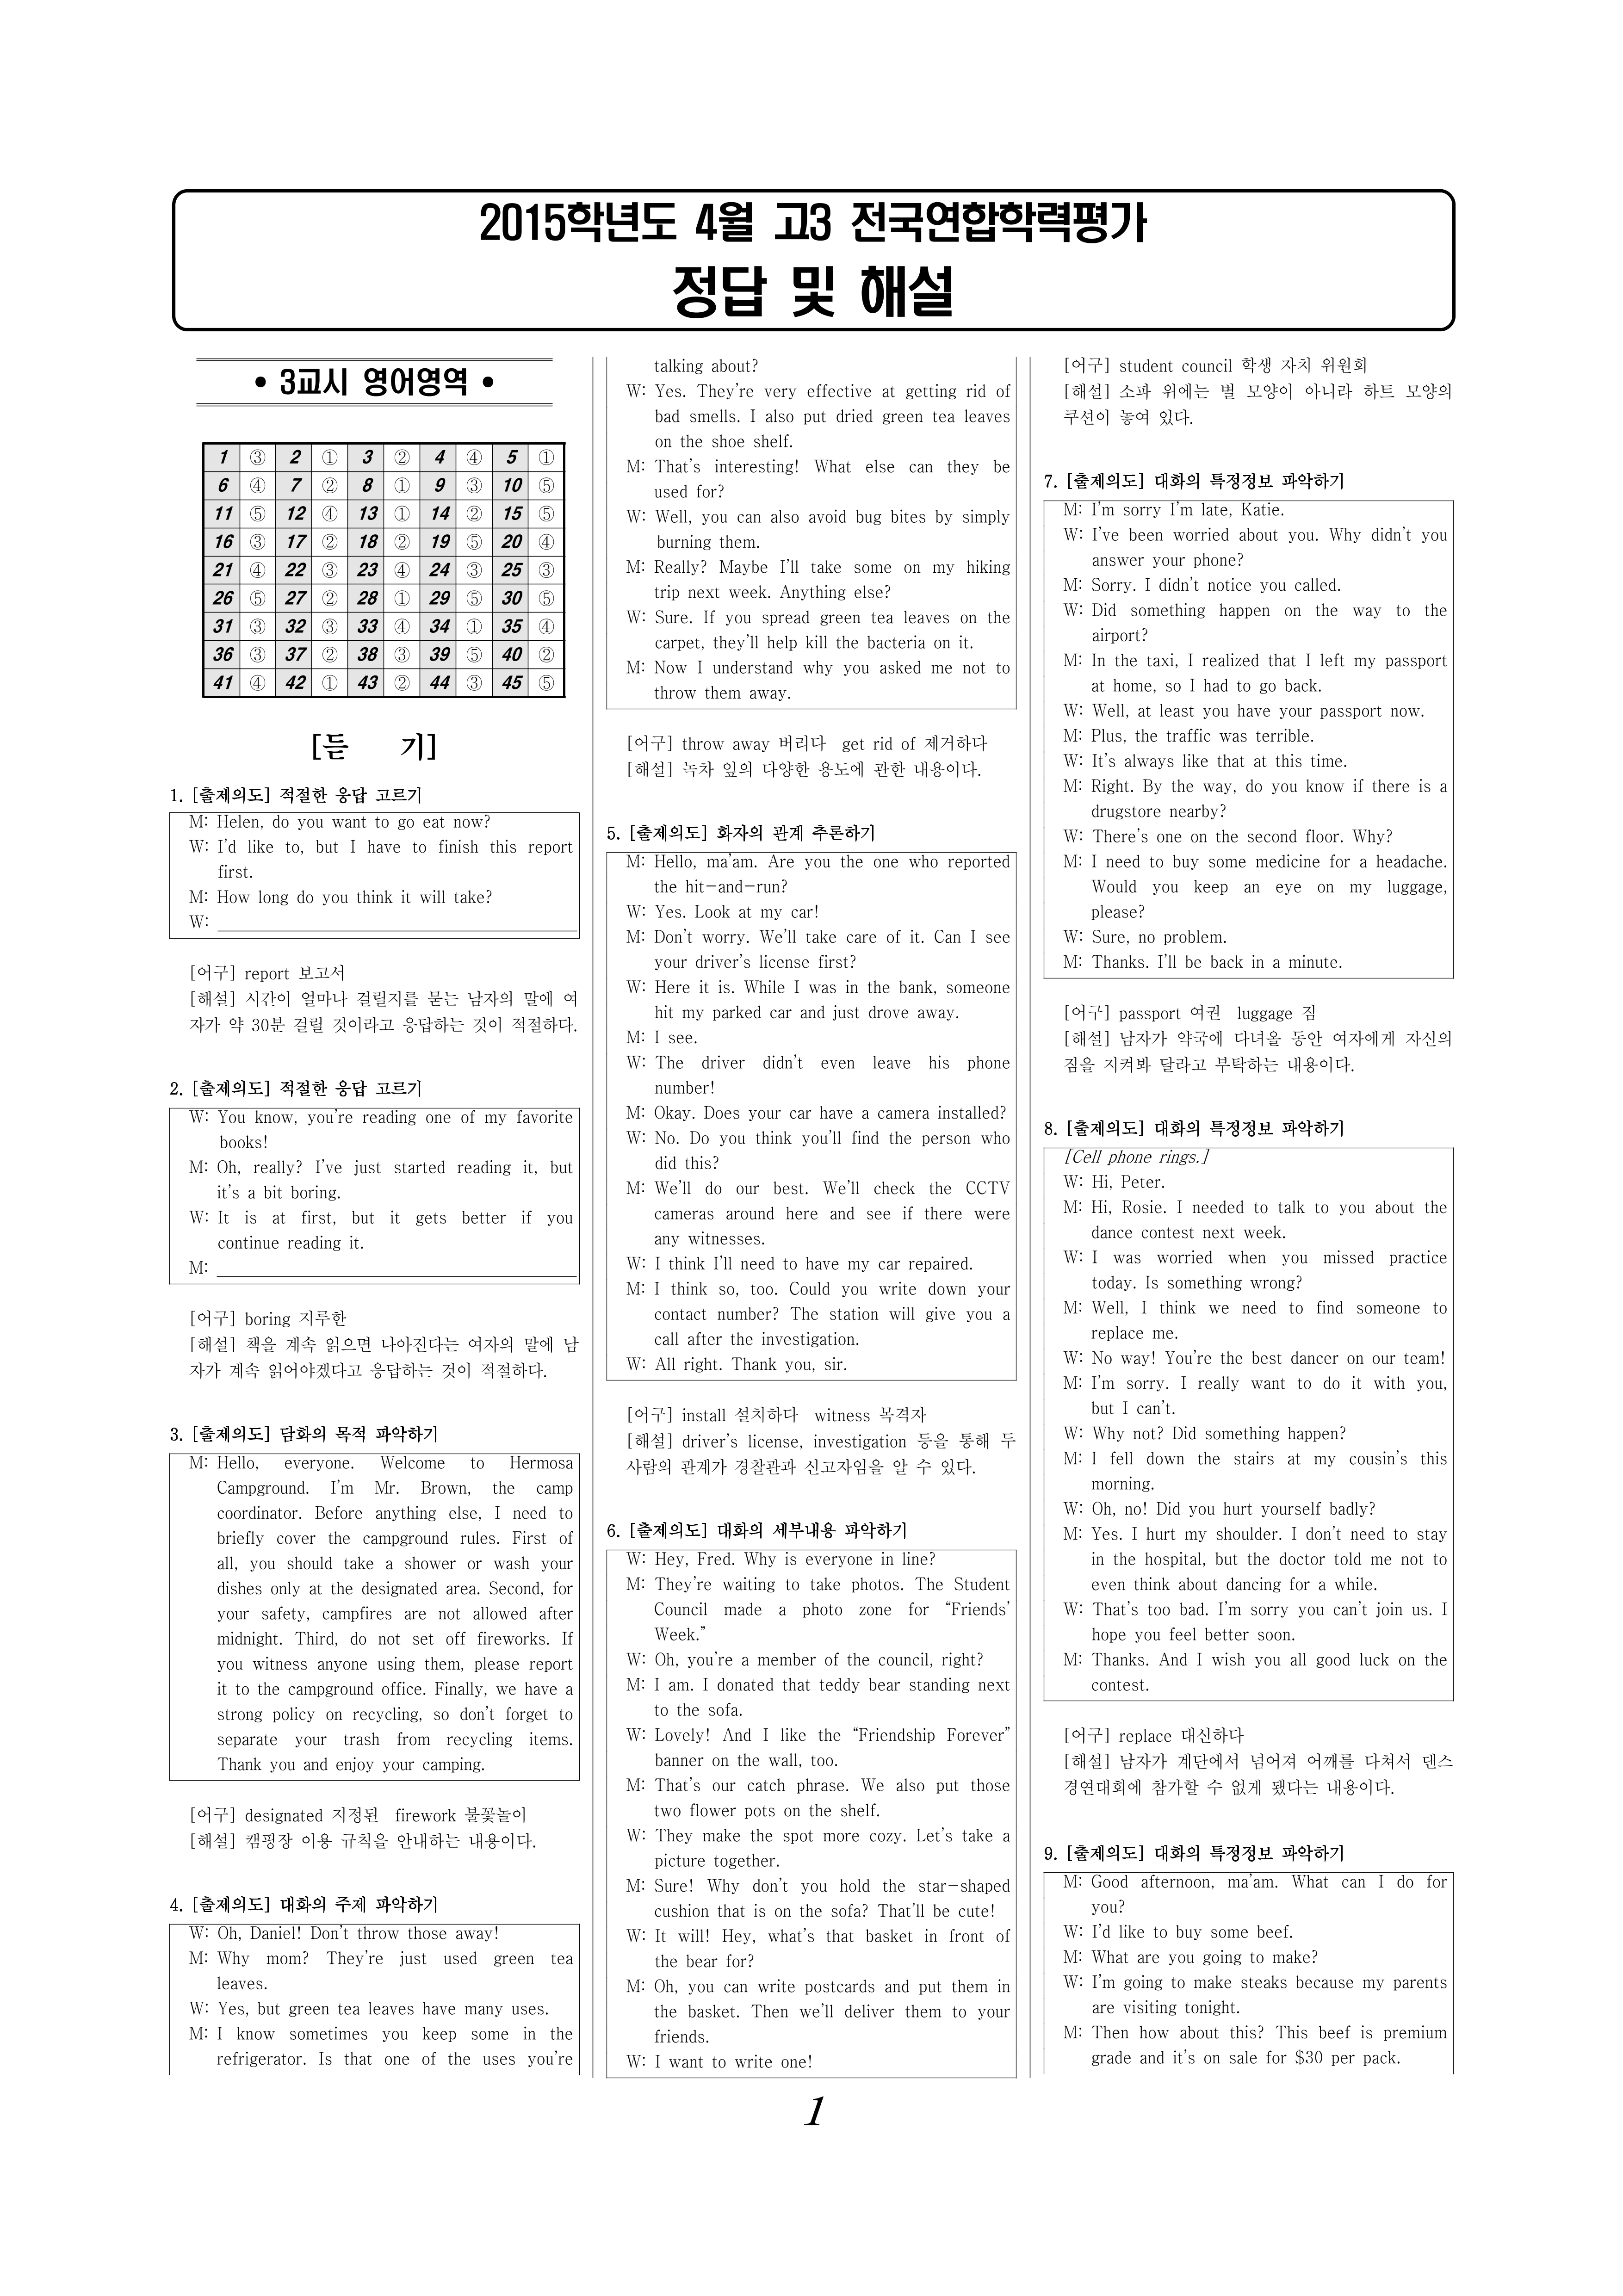 2015학년도 4월 고3 전국연합학력평가
정답 및 해설
• 3교시 영어영역 •
1 ③ 2 ① 3 ② 4 ④ 5 ①
6 ④ 7 ② 8 ① 9 ③ 10 ⑤
11 ⑤ 12 ④ 13 ① 14 ② 15 ⑤
16 ③ 17 ② 18 ② 19 ⑤ 20 ④
21 ④ 22 ③ 23 ④ 24 ③ 25 ③
26 ⑤ 27 ② 28 ① 29 ⑤ 30 ⑤
31 ③ 32 ③ 33 ④ 34 ① 35 ④
36 ③ 37 ② 38 ③ 39 ⑤ 40 ②
41 ④ 42 ① 43 ② 44 ③ 45 ⑤
[듣 기]
1. [출제의도] 적절한 응답 고르기
M: Helen, do you want to go eat now?
W: I'd like to, but I have to finish this report
first.
M: How long do you think it will take?
W:
[어구] report 보고서
[해설] 시간이 얼마나 걸릴지를 묻는 남자의 말에 여
자가 약 30분 걸릴 것이라고 응답하는 것이 적절하다.
2. [출제의도] 적절한 응답 고르기
W: You know, you're reading one of my favorite
books!
M: Oh, really? I've just started reading it, but
it's a bit boring.
W: It is at first, but it gets better if you
continue reading it.
M:
[어구] boring 지루한
[해설] 책을 계속 읽으면 나아진다는 여자의 말에 남
자가 계속 읽어야겠다고 응답하는 것이 적절하다.
3. [출제의도] 담화의 목적 파악하기
M: Hello, everyone. Welcome to Hermosa
Campground. I'm Mr. Brown, the camp
coordinator. Before anything else, I need to
briefly cover the campground rules. First of
all, you should take a shower or wash your
dishes only at the designated area. Second, for
your safety, campfires are not allowed after
midnight. Third, do not set off fireworks. If
you witness anyone using them, please report
it to the campground office. Finally, we have a
strong policy on recycling, so don't forget to
separate your trash from recycling items.
Thank you and enjoy your camping.
[어구] designated 지정된 firework 불꽃놀이
[해설] 캠핑장 이용 규칙을 안내하는 내용이다.
4. [출제의도] 대화의 주제 파악하기
W: Oh, Daniel! Don't throw those away!
M: Why mom? They're just used green tea
leaves.
W: Yes, but green tea leaves have many uses.
M: I know sometimes you keep some in the
refrigerator. Is that one of the uses you're
talking about?
W: Yes. They're very effective at getting rid of
bad smells. I also put dried green tea leaves
on the shoe shelf.
M: That's interesting! What else can they be
used for?
W: Well, you can also avoid bug bites by simply
burning them.
M: Really? Maybe I'll take some on my hiking
trip next week. Anything else?
W: Sure. If you spread green tea leaves on the
carpet, they'll help kill the bacteria on it.
M: Now I understand why you asked me not to
throw them away.
[어구] throw away 버리다 get rid of 제거하다
[해설] 녹차 잎의 다양한 용도에 관한 내용이다.
5. [출제의도] 화자의 관계 추론하기
M: Hello, ma'am. Are you the one who reported
the hit-and-run?
W: Yes. Look at my car!
M: Don't worry. We'll take care of it. Can I see
your driver's license first?
W: Here it is. While I was in the bank, someone
hit my parked car and just drove away.
M: I see.
W: The driver didn't even leave his phone
number!
M: Okay. Does your car have a camera installed?
W: No. Do you think you'll find the person who
did this?
M: We'll do our best. We'll check the CCTV
cameras around here and see if there were
any witnesses.
W: I think I'll need to have my car repaired.
M: I think so, too. Could you write down your
contact number? The station will give you a
call after the investigation.
W: All right. Thank you, sir.
[어구] install 설치하다 witness 목격자
[해설] driver's license, investigation 등을 통해 두
사람의 관계가 경찰관과 신고자임을 알 수 있다.
6. [출제의도] 대화의 세부내용 파악하기
W: Hey, Fred. Why is everyone in line?
M: They're waiting to take photos. The Student
Council made a photo zone for “Friends'
Week.”
W: Oh, you're a member of the council, right?
M: I am. I donated that teddy bear standing next
to the sofa.
W: Lovely! And I like the “Friendship Forever”
banner on the wall, too.
M: That's our catch phrase. We also put those
two flower pots on the shelf.
W: They make the spot more cozy. Let's take a
picture together.
M: Sure! Why don't you hold the star-shaped
cushion that is on the sofa? That'll be cute!
W: It will! Hey, what's that basket in front of
the bear for?
M: Oh, you can write postcards and put them in
the basket. Then we'll deliver them to your
friends.
W: I want to write one!
[어구] student council 학생 자치 위원회
[해설] 소파 위에는 별 모양이 아니라 하트 모양의
쿠션이 놓여 있다.
7. [출제의도] 대화의 특정정보 파악하기
M: I'm sorry I'm late, Katie.
W: I've been worried about you. Why didn't you
answer your phone?
M: Sorry. I didn't notice you called.
W: Did something happen on the way to the
airport?
M: In the taxi, I realized that I left my passport
at home, so I had to go back.
W: Well, at least you have your passport now.
M: Plus, the traffic was terrible.
W: It's always like that at this time.
M: Right. By the way, do you know if there is a
drugstore nearby?
W: There's one on the second floor. Why?
M: I need to buy some medicine for a headache.
Would you keep an eye on my luggage,
please?
W: Sure, no problem.
M: Thanks. I'll be back in a minute.
[어구] passport 여권 luggage 짐
[해설] 남자가 약국에 다녀올 동안 여자에게 자신의
짐을 지켜봐 달라고 부탁하는 내용이다.
8. [출제의도] 대화의 특정정보 파악하기
[Cell phone rings.]
W: Hi, Peter.
M: Hi, Rosie. I needed to talk to you about the
dance contest next week.
W: I was worried when you missed practice
today. Is something wrong?
M: Well, I think we need to find someone to
replace me.
W: No way! You're the best dancer on our team!
M: I'm sorry. I really want to do it with you,
but I can't.
W: Why not? Did something happen?
M: I fell down the stairs at my cousin's this
morning.
W: Oh, no! Did you hurt yourself badly?
M: Yes. I hurt my shoulder. I don't need to stay
in the hospital, but the doctor told me not to
even think about dancing for a while.
W: That's too bad. I'm sorry you can't join us. I
hope you feel better soon.
M: Thanks. And I wish you all good luck on the
contest.
[어구] replace 대신하다
[해설] 남자가 계단에서 넘어져 어깨를 다쳐서 댄스
경연대회에 참가할 수 없게 됐다는 내용이다.
9. [출제의도] 대화의 특정정보 파악하기
M: Good afternoon, ma'am. What can I do for
you?
W: I'd like to buy some beef.
M: What are you going to make?
W: I'm going to make steaks because my parents
are visiting tonight.
M: Then how about this? This beef is premium
grade and it's on sale for $30 per pack.
1